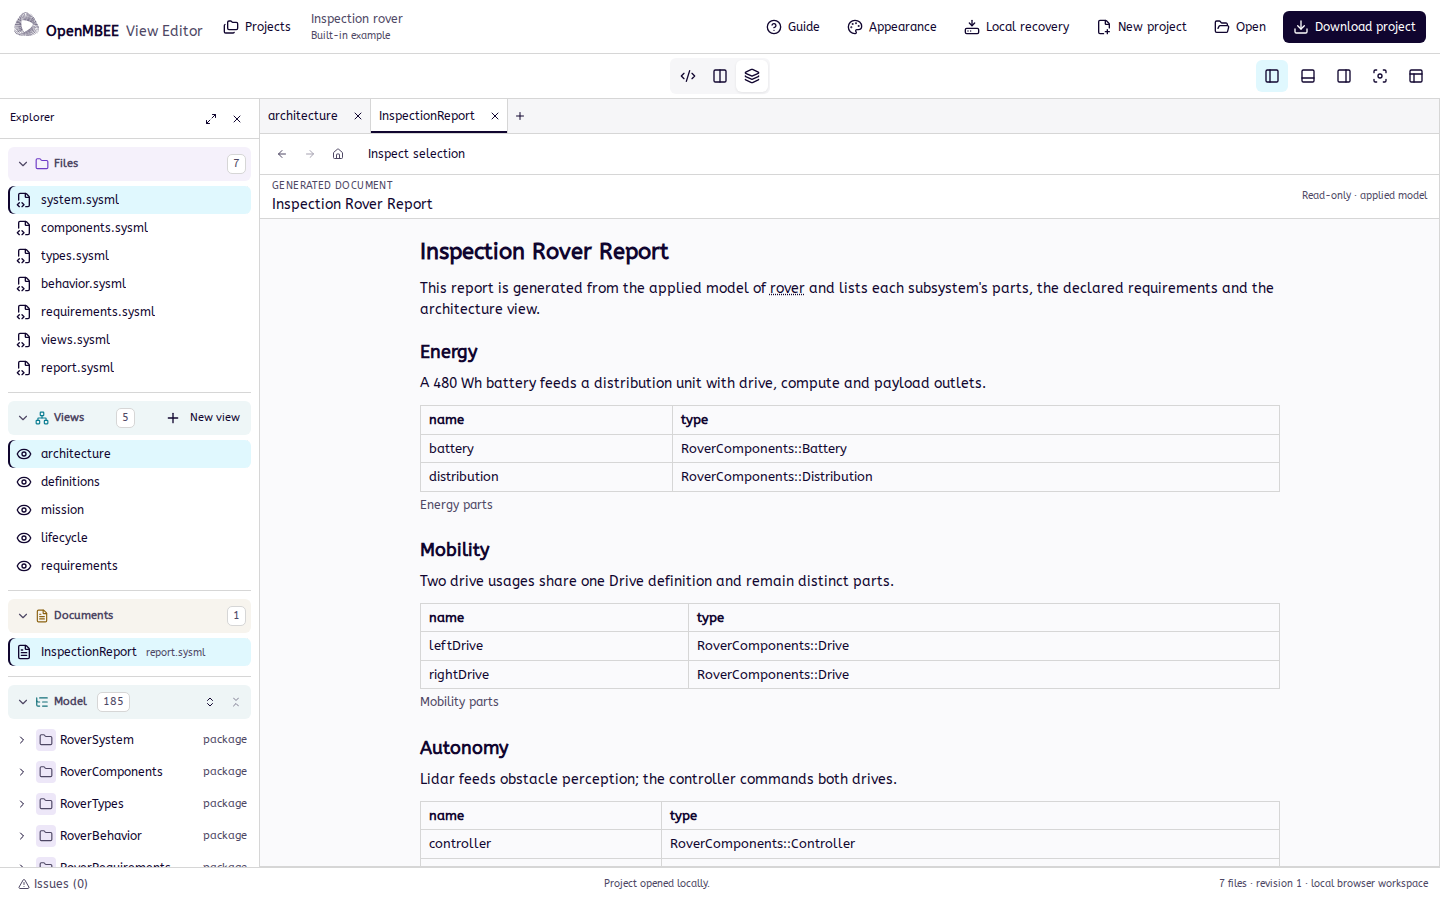 OpenMBEE View Editor
Projects
Inspection rover
Built-in example
Guide
Appearance
Local recovery
New project
Open
Download project
Explorer
architecture
InspectionReport
Files
7
Inspect selection
system.sysml
components.sysml
types.sysml
behavior.sysml
requirements.sysml
views.sysml
report.sysml
Views
5
New view
architecture
definitions
mission
lifecycle
requirements
Documents
1
InspectionReport report.sysml
Model
185
RoverSystem package
RoverComponents package
RoverTypes package
RoverBehavior package
RoverRequirements package
GENERATED DOCUMENT
Inspection Rover Report
Read-only · applied model
Inspection Rover Report
This report is generated from the applied model of rover and lists each subsystem's parts, the declared requirements and the
architecture view.
Energy
A 480 Wh battery feeds a distribution unit with drive, compute and payload outlets.
name type
battery RoverComponents::Battery
distribution RoverComponents::Distribution
Energy parts
Mobility
Two drive usages share one Drive definition and remain distinct parts.
name type
leftDrive RoverComponents::Drive
rightDrive RoverComponents::Drive
Mobility parts
Autonomy
Lidar feeds obstacle perception; the controller commands both drives.
name type
controller RoverComponents::Controller
Issues (0)
Project opened locally.
7 files · revision 1 · local browser workspace